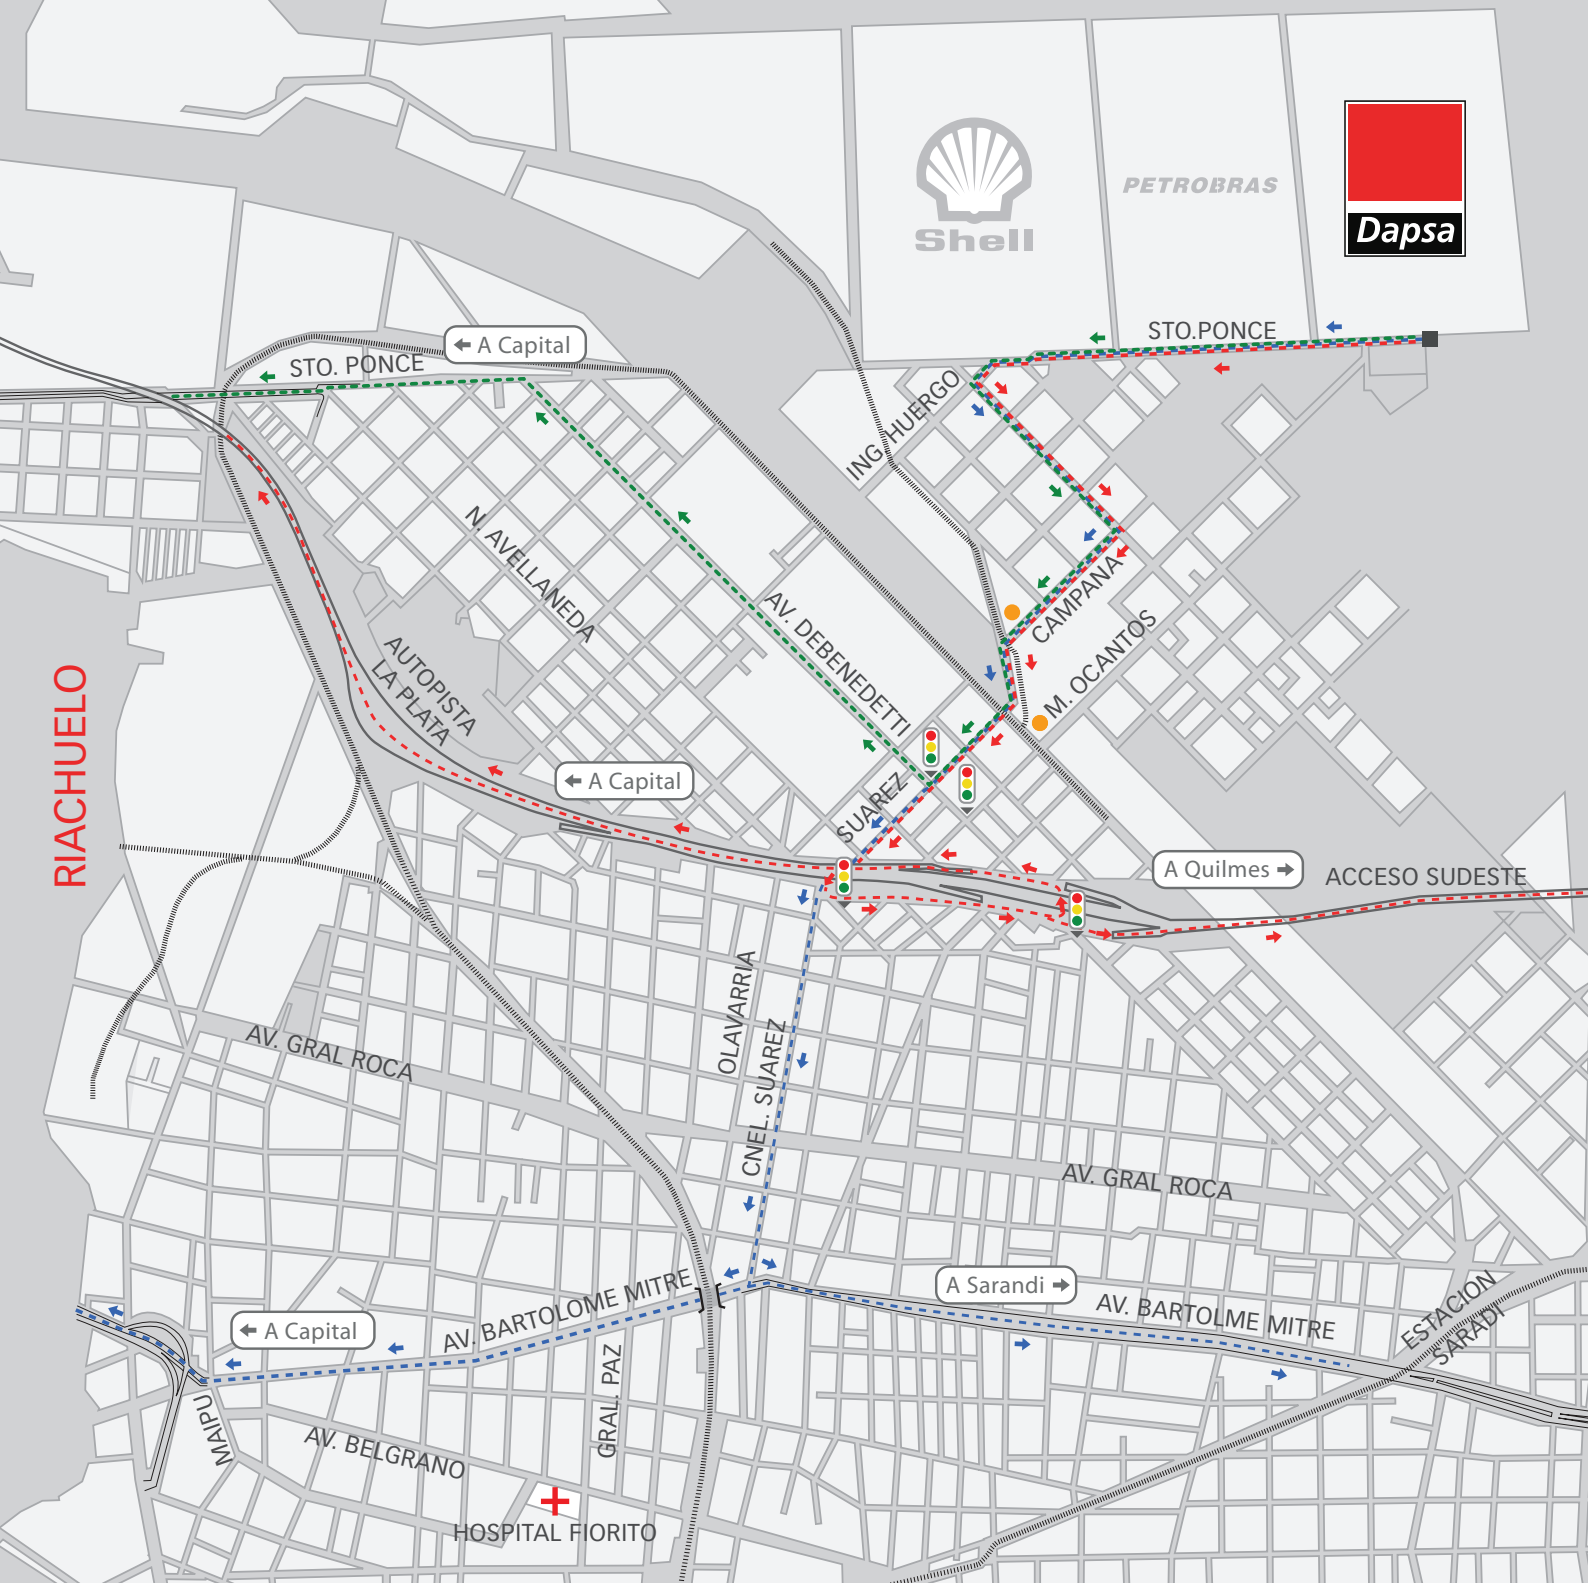 PETROBRAS
Shell
Dapsa
STO.PONCE
A Capital
STO. PONCE
ING. HUERGO
N. AVELLANEDA
CAMPANA
AV. DEBENEDETTI
M. OCANTOS
AUTOPISTA
LA PLATA
RIACHUELO
A Capital
SUAREZ
A Quilmes
ACCESO SUDESTE
OLAVARRIA
CNEL. SUAREZ
AV. GRAL ROCA
AV. GRAL ROCA
A Sarandi
AV. BARTOLOME MITRE
AV. BARTOLME MITRE
ESTACION
SARADI
A Capital
GRAL. PAZ
MAIPU
AV. BELGRANO
HOSPITAL FIORITO